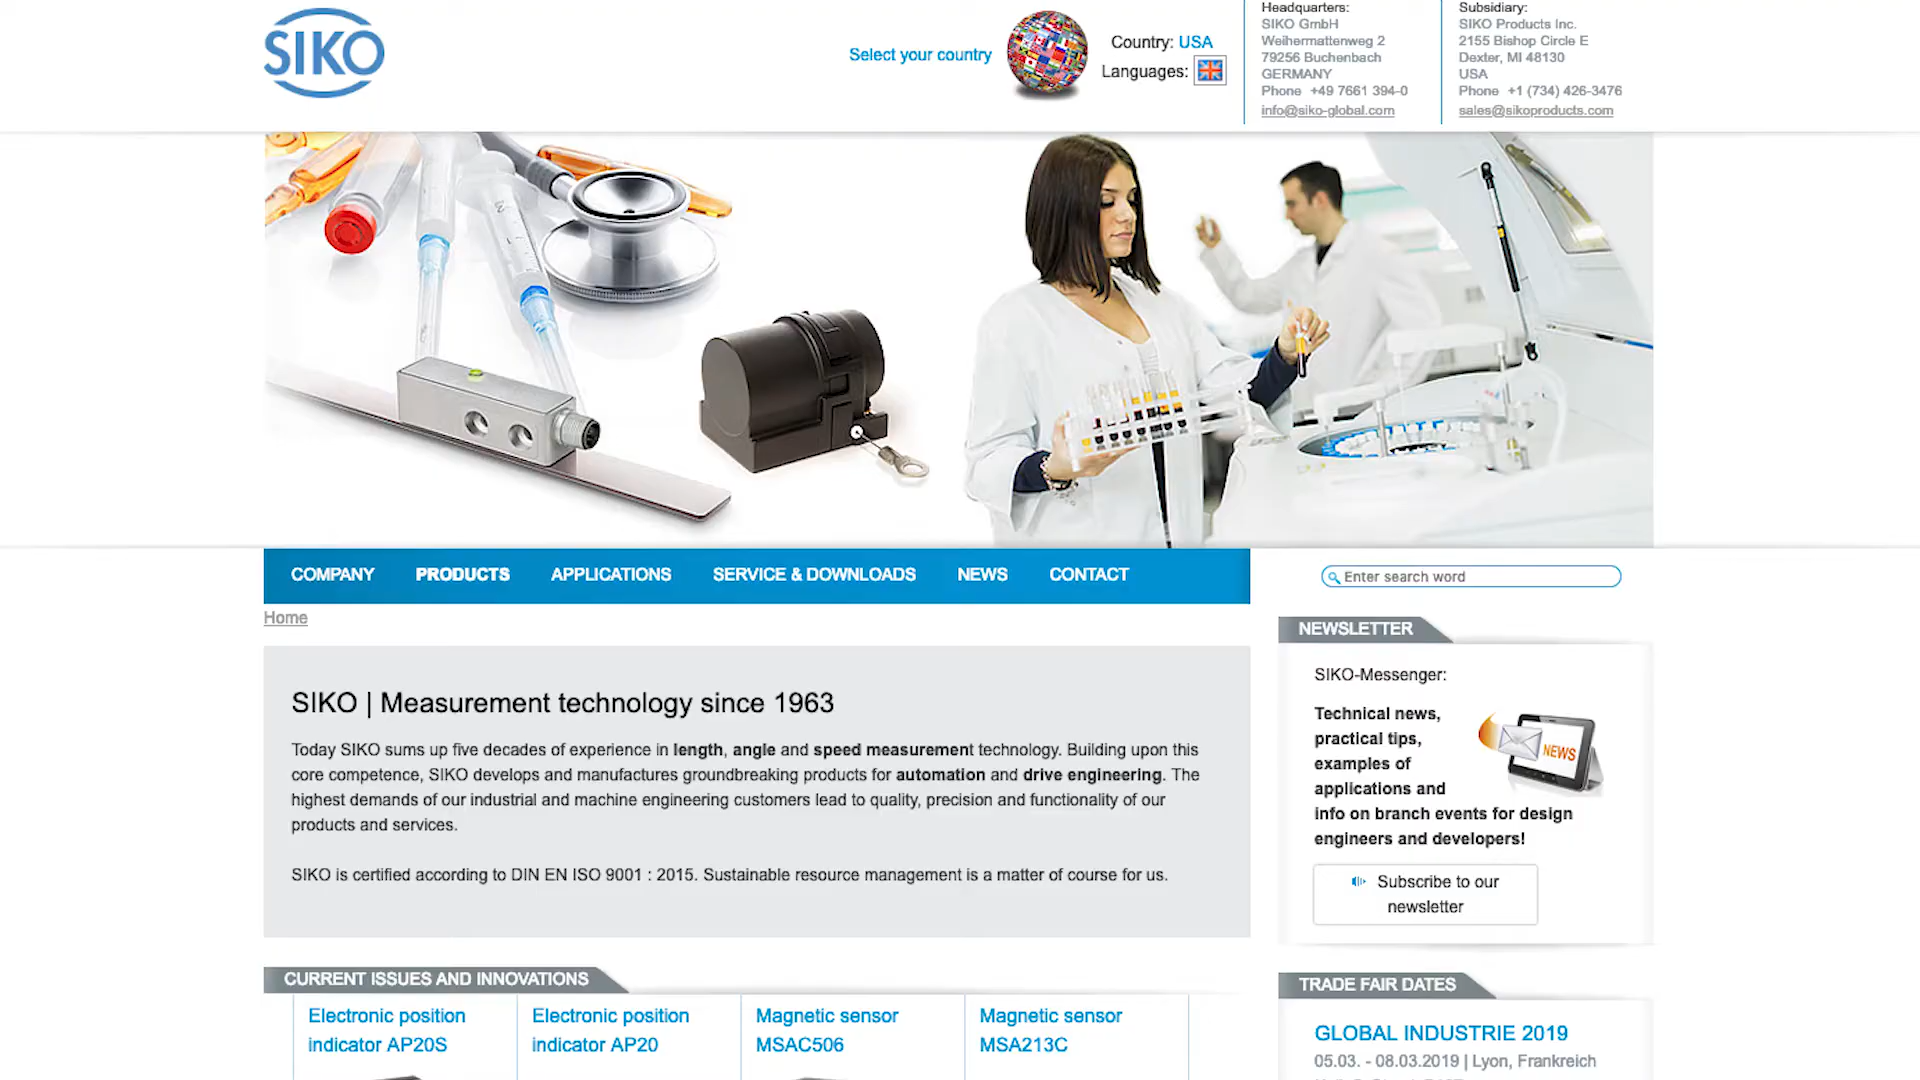 SIKO
Select your country
Country: USA
Languages:
Headquarters:
SIKO GmbH
Weihermattenweg 2
79256 Buchenbach
GERMANY
Phone +49 7661 394-0
info@siko-global.com
Subsidiary:
SIKO Products Inc.
2155 Bishop Circle E
Dexter, MI 48130
USA
Phone +1 (734) 426-3476
sales@sikoproducts.com
COMPANY PRODUCTS APPLICATIONS SERVICE & DOWNLOADS NEWS CONTACT
Enter search word
Home
SIKO | Measurement technology since 1963
Today SIKO sums up five decades of experience in length, angle and speed measurement technology. Building upon this
core competence, SIKO develops and manufactures groundbreaking products for automation and drive engineering. The
highest demands of our industrial and machine engineering customers lead to quality, precision and functionality of our
products and services.
SIKO is certified according to DIN EN ISO 9001 : 2015. Sustainable resource management is a matter of course for us.
NEWSLETTER
SIKO-Messenger:
Technical news,
practical tips,
examples of
applications and
info on branch events for design
engineers and developers!
NEWS
Subscribe to our
newsletter
CURRENT ISSUES AND INNOVATIONS
Electronic position
indicator AP20S
Electronic position
indicator AP20
Magnetic sensor
MSAC506
Magnetic sensor
MSA213C
TRADE FAIR DATES
GLOBAL INDUSTRIE 2019
05.03. - 08.03.2019 | Lyon, Frankreich